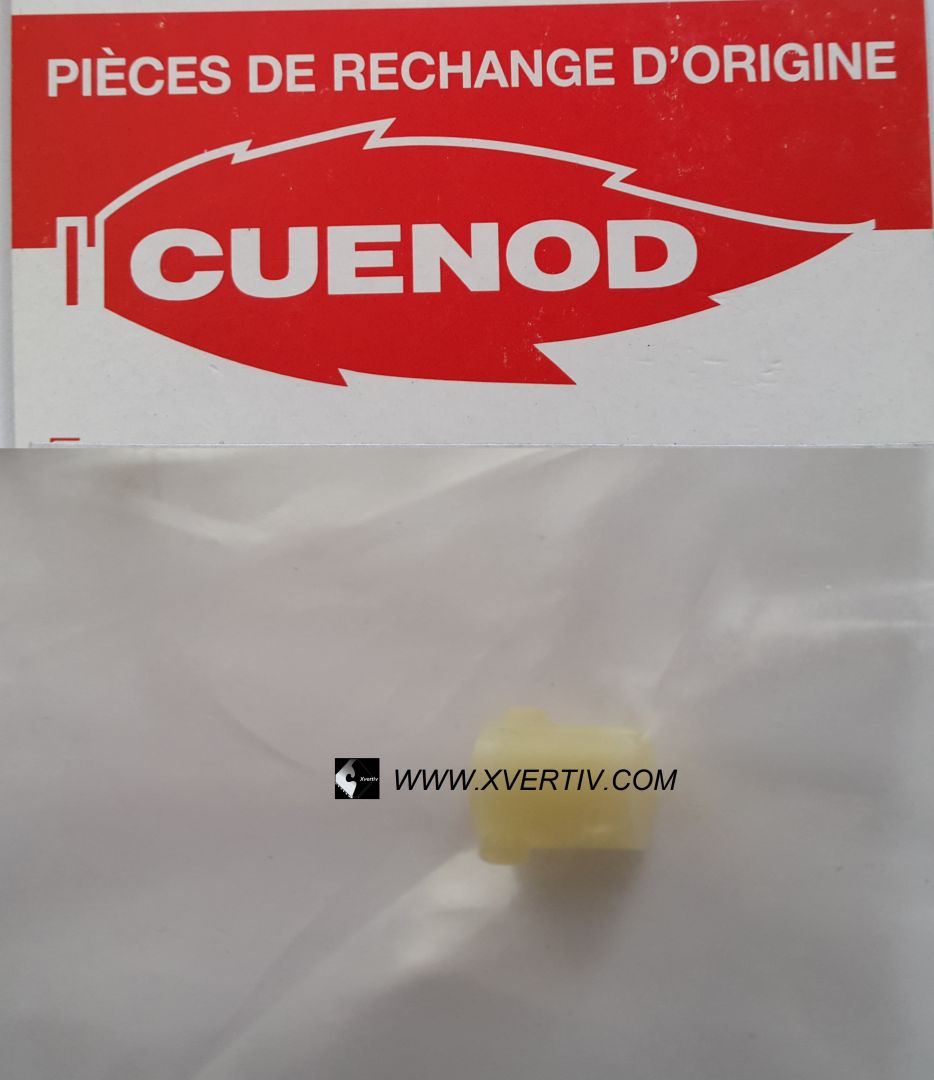 PIÈCES DE RECHANGE D'ORIGINE
CUENOD
Xvertiv
WWW.XVERTIV.COM